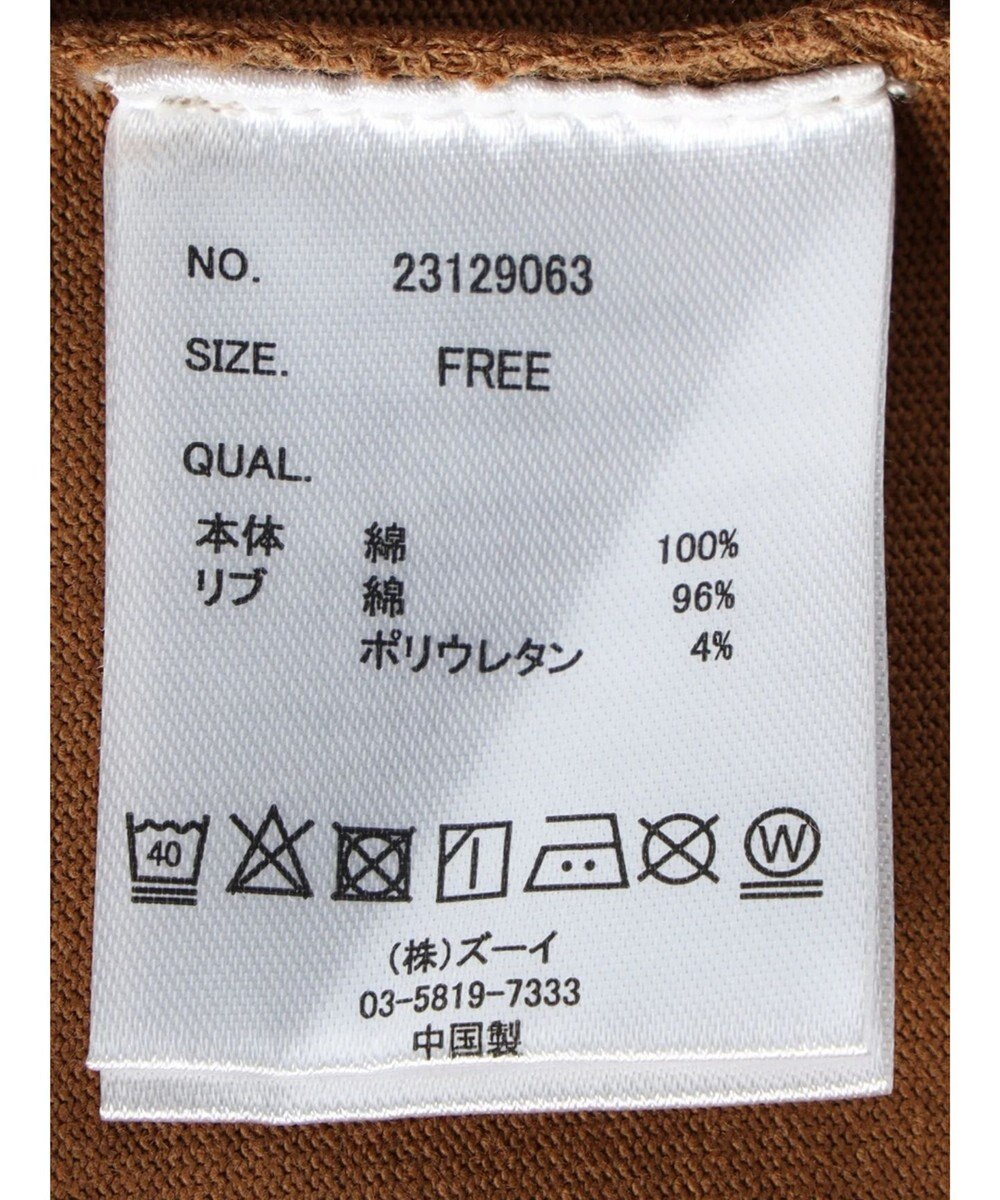 NO. 23129063
SIZE. FREE
QUAL.
本体 綿 100%
リブ 綿 96%
ポリウレタン 4%
40 W
(株)ズーイ
03-5819-7333
中国製